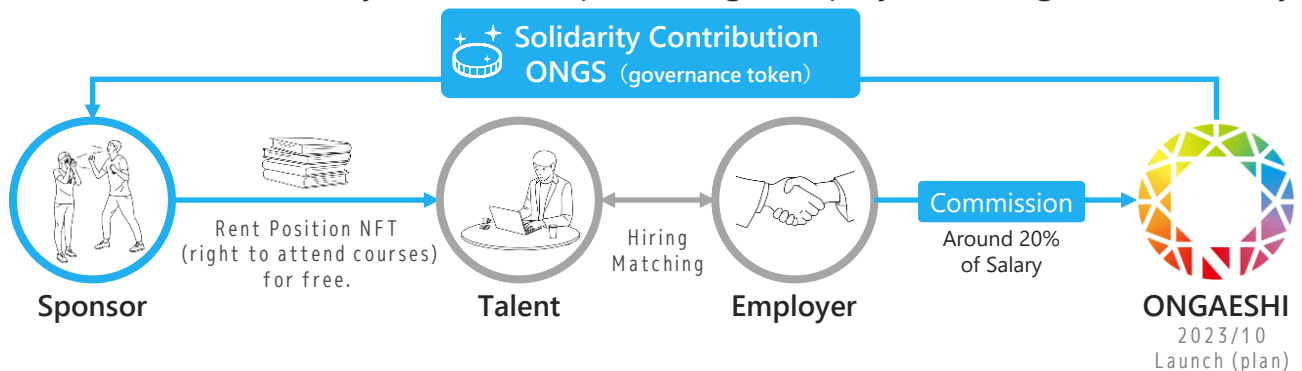 Solidarity Contribution
ONGS（governance token）
Rent Position NFT
(right to attend courses)
for free.
Hiring
Matching
Commission
Around 20%
of Salary
Sponsor
Talent
Employer
ONGAESHI
2023/10
Launch (plan)